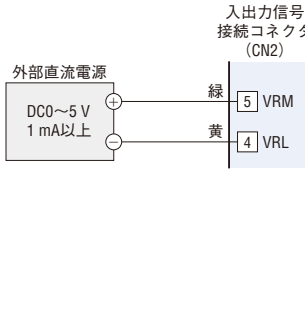 入出力信号
接続コネクタ
（CN2）
外部直流電源
DC0～5 V
1 mA以上
+
−
緑
黄
5 VRM
4 VRL